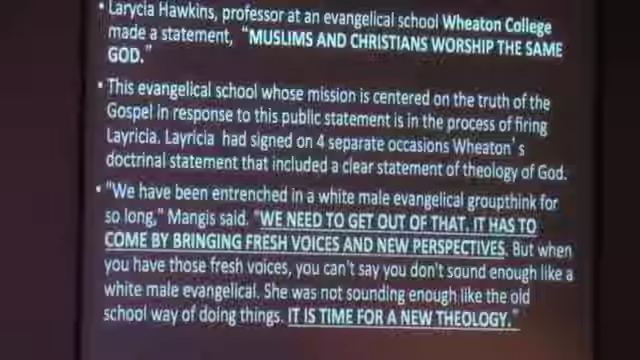 • Larycia Hawkins, professor at an evangelical school Wheaton College
made a statement, “MUSLIMS AND CHRISTIANS WORSHIP THE SAME
GOD.”
• This evangelical school whose mission is centered on the truth of the
Gospel in response to this public statement is in the process of firing
Layricia. Layricia had signed on 4 separate occasions Wheaton's
doctrinal statement that included a clear statement of theology of God.
• "We have been entrenched in a white male evangelical groupthink for
so long," Mangis said. "WE NEED TO GET OUT OF THAT. IT HAS TO
COME BY BRINGING FRESH VOICES AND NEW PERSPECTIVES. But when
you have those fresh voices, you can't say you don't sound enough like a
white male evangelical. She was not sounding enough like the old
school way of doing things. IT IS TIME FOR A NEW THEOLOGY."